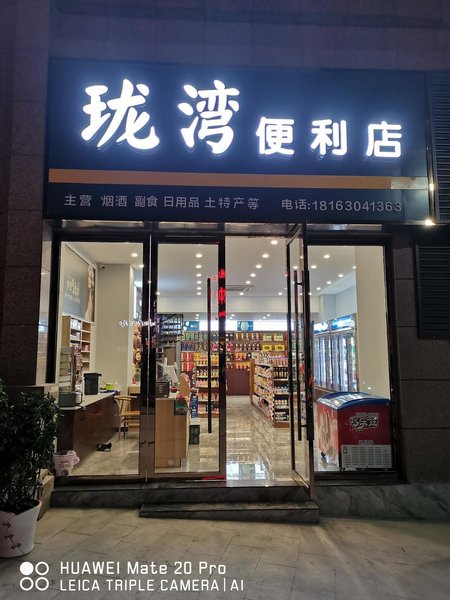 珑湾便利店
主营 烟酒 副食 日用品 土特产等 电话:18163041363
HUAWEI Mate 20 Pro
LEICA TRIPLE CAMERA | AI